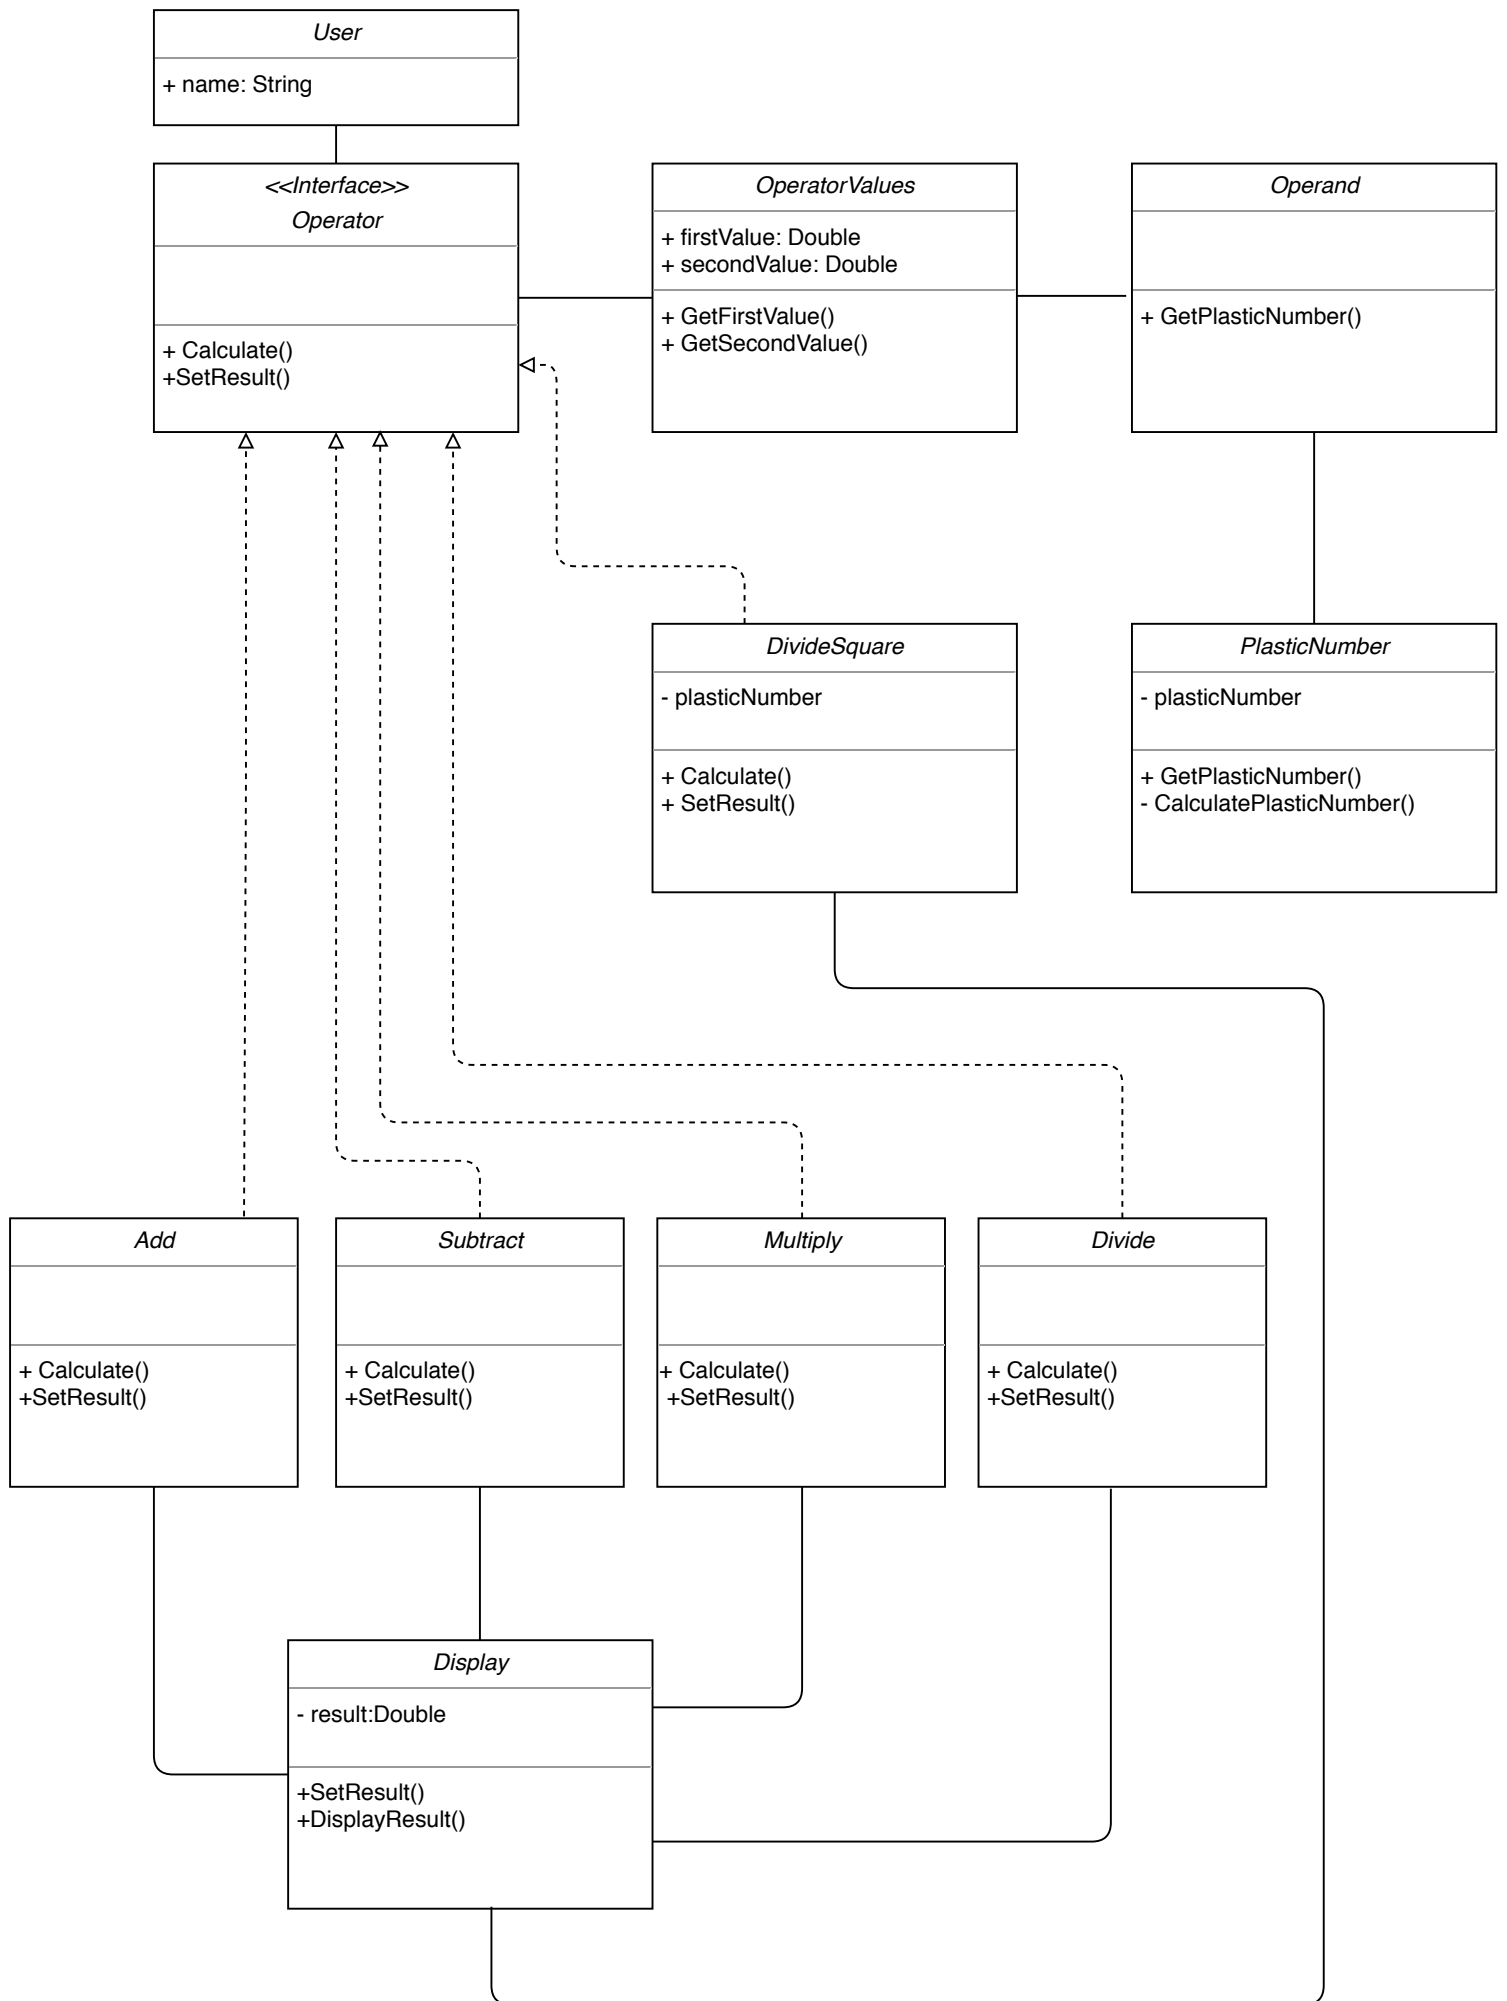 User
+ name: String
<<Interface>>
Operator
+ Calculate()
+SetResult()
OperatorValues
+ firstValue: Double
+ secondValue: Double
+ GetFirstValue()
+ GetSecondValue()
Operand
+ GetPlasticNumber()
DivideSquare
- plasticNumber
+ Calculate()
+ SetResult()
PlasticNumber
- plasticNumber
+ GetPlasticNumber()
- CalculatePlasticNumber()
Add
+ Calculate()
+SetResult()
Subtract
+ Calculate()
+SetResult()
Multiply
+ Calculate()
+SetResult()
Divide
+ Calculate()
+SetResult()
Display
- result:Double
+SetResult()
+DisplayResult()